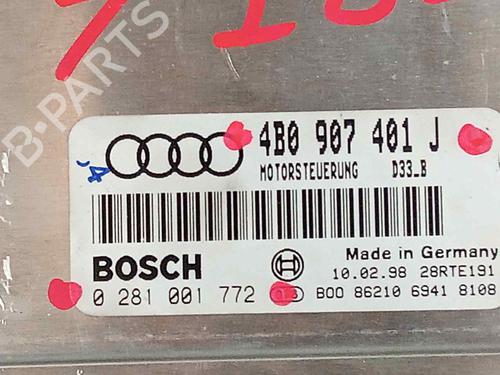 B-PARTS
4B0 907 401 J
MOTORSTEUERUNG D33_B
BOSCH
Made in Germany
10.02.98 28RTE191
0 281 001 772
B00 86210 6941 8108